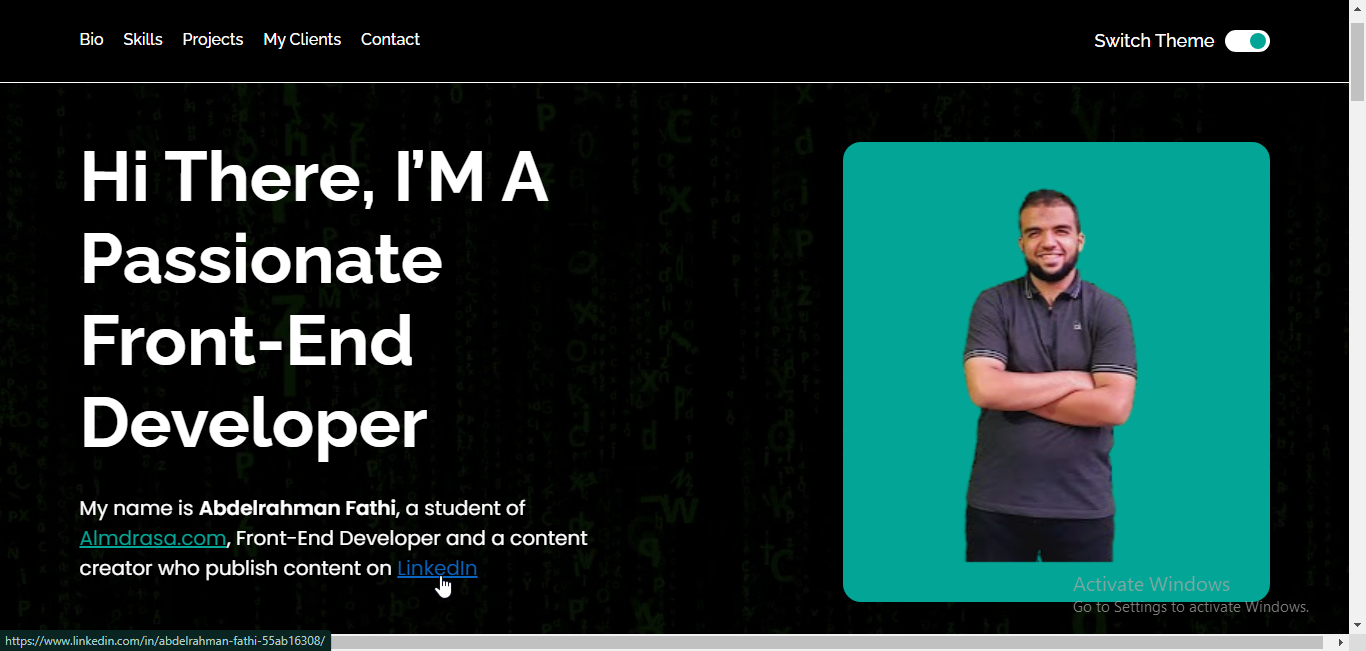 Bio Skills Projects My Clients Contact
Switch Theme
Hi There, I’M A
Passionate
Front-End
Developer
My name is Abdelrahman Fathi, a student of
Almdrasa.com, Front-End Developer and a content
creator who publish content on LinkedIn
Activate Windows
Go to Settings to activate Windows.
https://www.linkedin.com/in/abdelrahman-fathi-55ab16308/